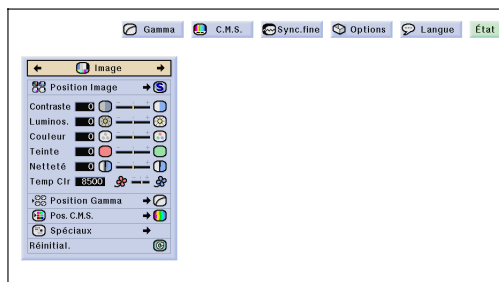 Gamma C.M.S. Sync.fine Options Langue État
Image
Position Image S
Contraste 0
Luminos. 0
Couleur 0
Teinte 0
Netteté 0
Temp Clr 8500
Position Gamma
Pos. C.M.S.
Spéciaux
Réinitial.